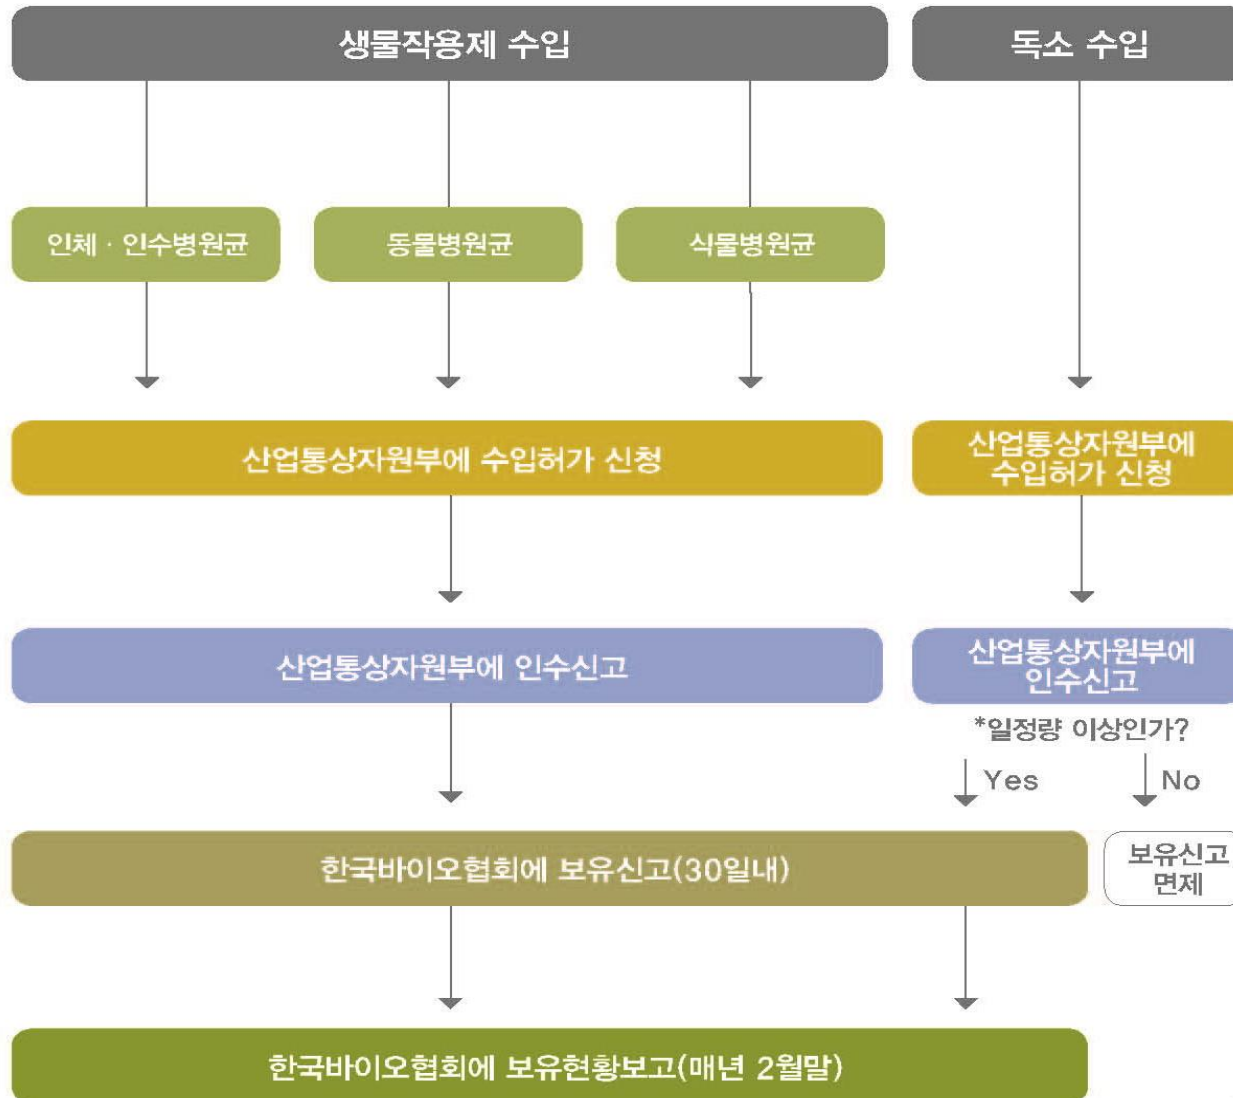 생물작용제 수입
독소 수입
인체 · 인수병원균
동물병원균
식물병원균
산업통상자원부에 수입허가 신청
산업통상자원부에
수입허가 신청
산업통상자원부에 인수신고
산업통상자원부에
인수신고
*일정량 이상인가?
Yes
No
한국바이오협회에 보유신고(30일내)
보유신고
면제
한국바이오협회에 보유현황보고(매년 2월말)